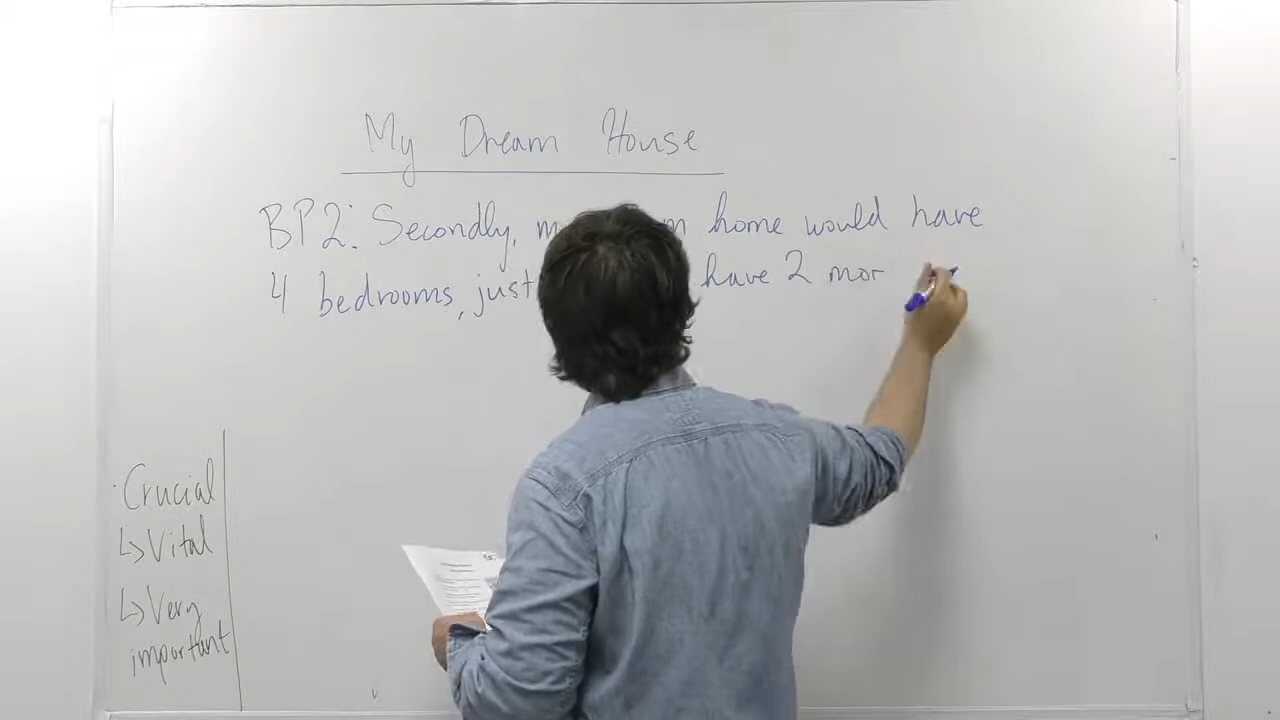 My Dream House
BP2: Secondly, home would have
4 bedrooms, just have 2 mor
Crucial
↳ Vital
↳ Very
important